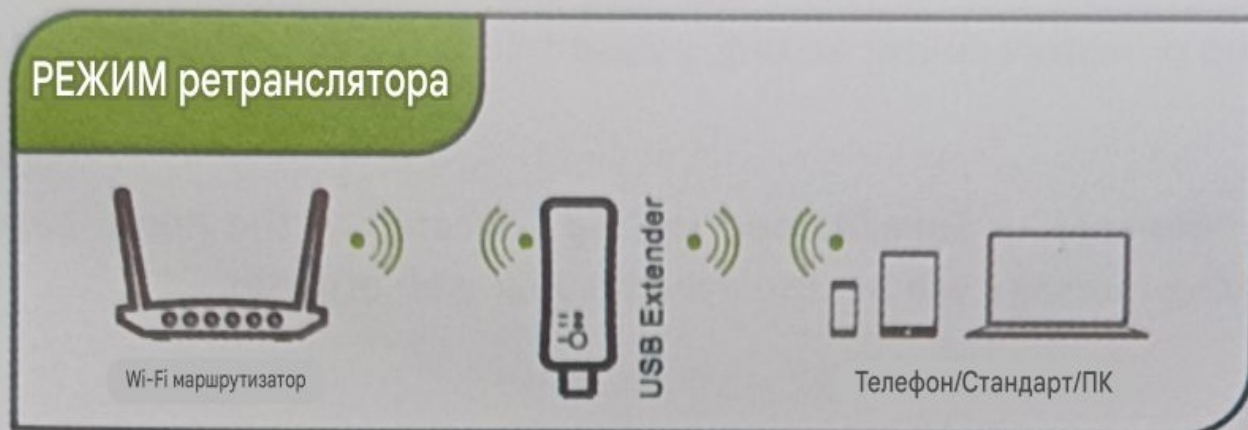 РЕЖИМ ретранслятора
USB Extender
Wi-Fi маршрутизатор
Телефон/Стандарт/ПК